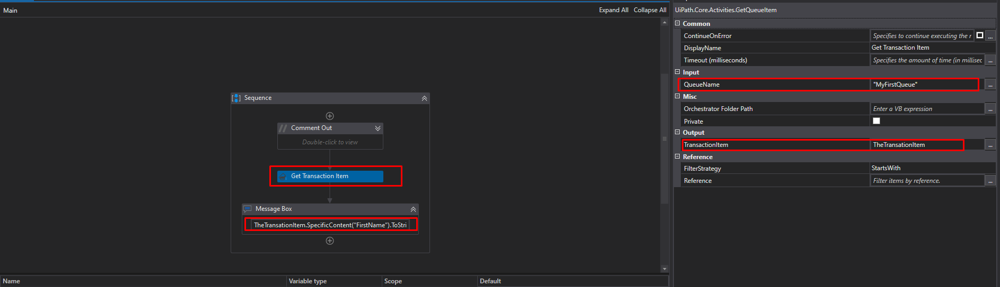 Main
Expand All Collapse All
Sequence
Comment Out
Double-click to view
Get Transaction Item
Message Box
TheTransationItem.SpecificContent("FirstName").ToStri
Name Variable type Scope Default
UiPath.Core.Activities.GetQueueItem
Common
ContinueOnError Specifies to continue executing the r ...
DisplayName Get Transaction Item
Timeout (milliseconds) Specifies the amount of time (in millisec ...
Input
QueueName "MyFirstQueue" ...
Misc
Orchestrator Folder Path Enter a VB expression ...
Private
Output
TransactionItem TheTransationItem ...
Reference
FilterStrategy StartsWith
Reference Filter items by reference. ...